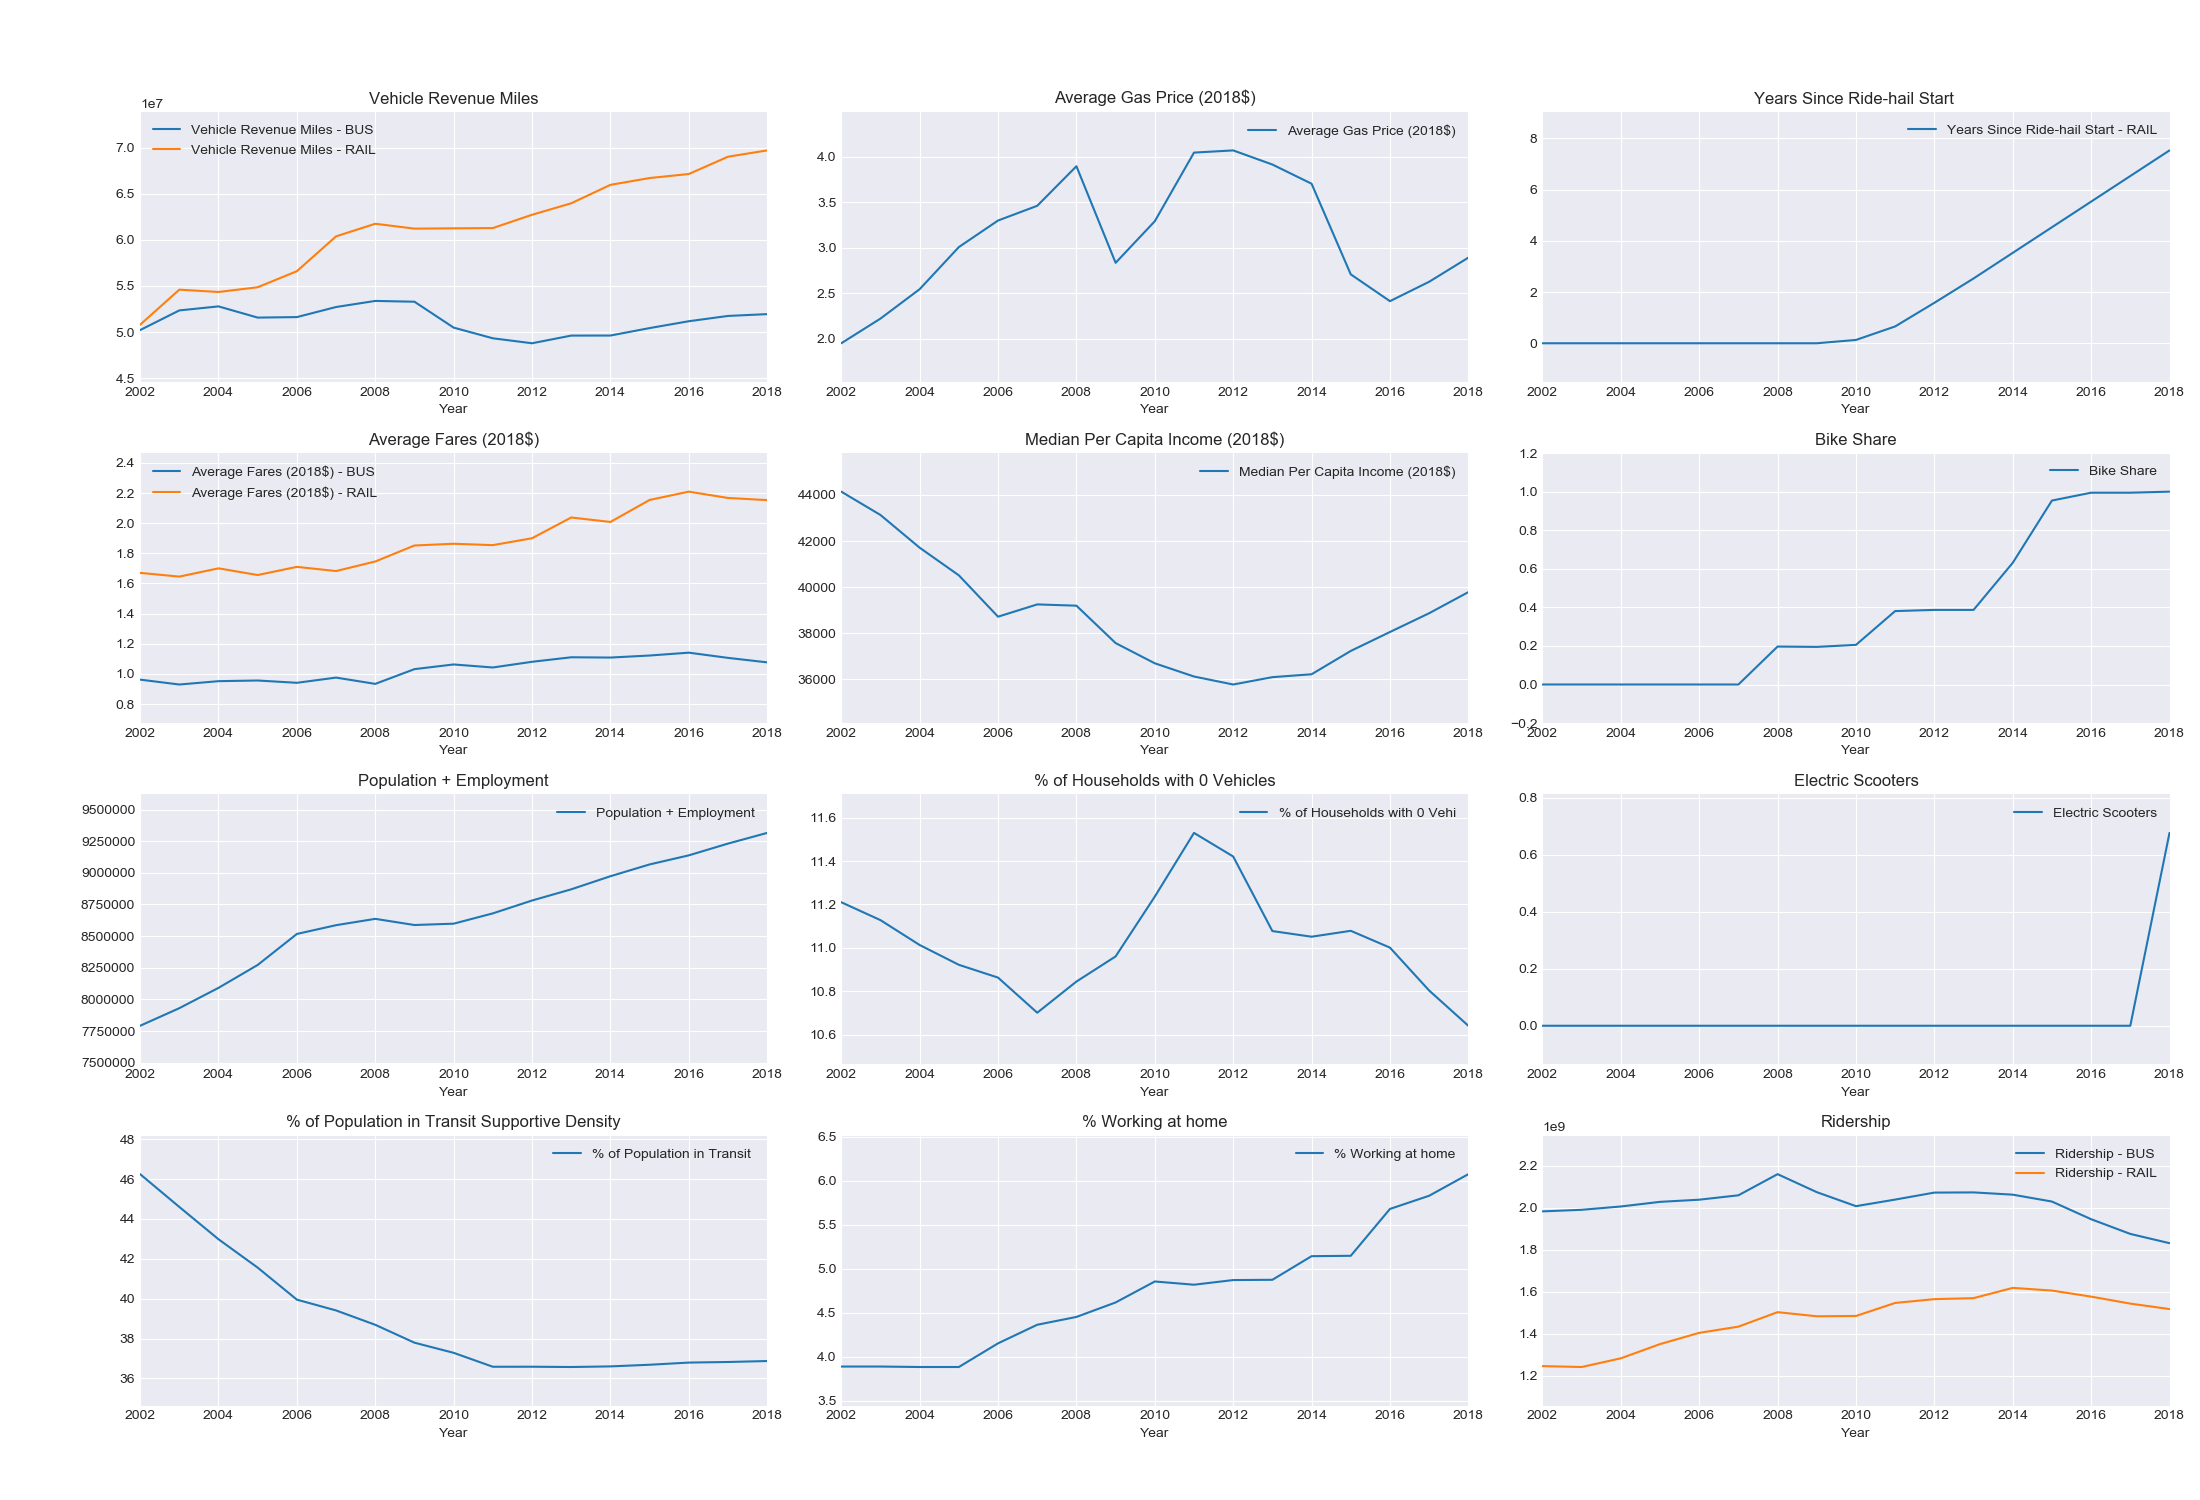 Vehicle Revenue Miles
1e7
Vehicle Revenue Miles - BUS
Vehicle Revenue Miles - RAIL
7.0
6.5
6.0
5.5
5.0
4.5
2002 2004 2006 2008 2010 2012 2014 2016 2018
Year
Average Gas Price (2018$)
Average Gas Price (2018$)
4.0
3.5
3.0
2.5
2.0
2002 2004 2006 2008 2010 2012 2014 2016 2018
Year
Years Since Ride-hail Start
Years Since Ride-hail Start - RAIL
8
6
4
2
0
2002 2004 2006 2008 2010 2012 2014 2016 2018
Year
Average Fares (2018$)
Average Fares (2018$) - BUS
Average Fares (2018$) - RAIL
2.4
2.2
2.0
1.8
1.6
1.4
1.2
1.0
0.8
2002 2004 2006 2008 2010 2012 2014 2016 2018
Year
Median Per Capita Income (2018$)
Median Per Capita Income (2018$)
44000
42000
40000
38000
36000
2002 2004 2006 2008 2010 2012 2014 2016 2018
Year
Bike Share
Bike Share
1.2
1.0
0.8
0.6
0.4
0.2
0.0
−0.2
2002 2004 2006 2008 2010 2012 2014 2016 2018
Year
Population + Employment
Population + Employment
9500000
9250000
9000000
8750000
8500000
8250000
8000000
7750000
7500000
2002 2004 2006 2008 2010 2012 2014 2016 2018
Year
% of Households with 0 Vehicles
% of Households with 0 Vehi
11.6
11.4
11.2
11.0
10.8
10.6
2002 2004 2006 2008 2010 2012 2014 2016 2018
Year
Electric Scooters
Electric Scooters
0.8
0.6
0.4
0.2
0.0
2002 2004 2006 2008 2010 2012 2014 2016 2018
Year
% of Population in Transit Supportive Density
% of Population in Transit
48
46
44
42
40
38
36
2002 2004 2006 2008 2010 2012 2014 2016 2018
Year
% Working at home
% Working at home
6.5
6.0
5.5
5.0
4.5
4.0
3.5
2002 2004 2006 2008 2010 2012 2014 2016 2018
Year
Ridership
1e9
Ridership - BUS
Ridership - RAIL
2.2
2.0
1.8
1.6
1.4
1.2
2002 2004 2006 2008 2010 2012 2014 2016 2018
Year